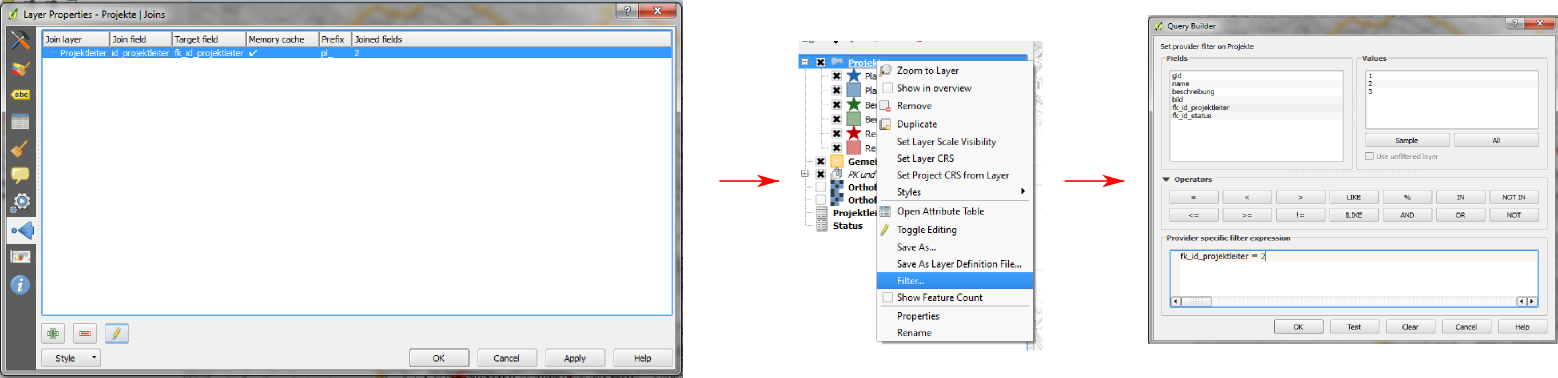 Layer Properties - Projekte | Joins
Join layer Join field Target field Memory cache Prefix Joined fields
Projektleiter id_projektleiter fk_id_projektleiter pl_ 2
abc
Style OK Cancel Apply Help
Projekt
Pla
Pla
Be
Be
Re
Re
Gemei
PK und
Orthof
Orthof
Projektlei
Status
Zoom to Layer
Show in overview
Remove
Duplicate
Set Layer Scale Visibility
Set Layer CRS
Set Project CRS from Layer
Styles
Open Attribute Table
Toggle Editing
Save As...
Save As Layer Definition File...
Filter...
Show Feature Count
Properties
Rename
Query Builder
Set provider filter on Projekte
Fields
gid
name
beschreibung
bild
fk_id_projektleiter
fk_id_status
Values
1
2
3
Sample All
Use unfiltered layer
Operators
= < > LIKE % IN NOT IN
<= >= != ILIKE AND OR NOT
Provider specific filter expression
fk_id_projektleiter = 2
OK Test Clear Cancel Help